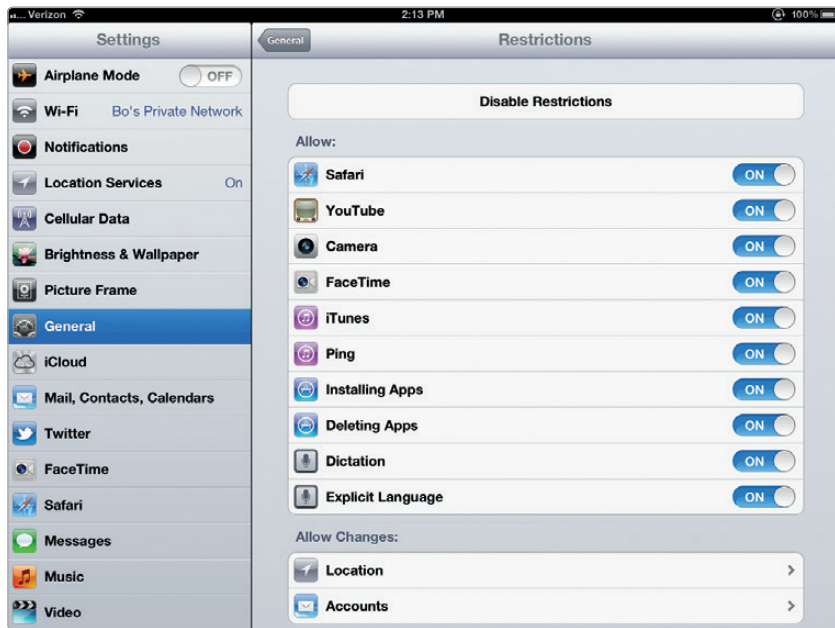 Verizon 2:13 PM 100%
Settings
Airplane Mode OFF
Wi-Fi Bo's Private Network
Notifications
Location Services On
Cellular Data
Brightness & Wallpaper
Picture Frame
General
iCloud
Mail, Contacts, Calendars
Twitter
FaceTime
Safari
Messages
Music
Video
General Restrictions
Disable Restrictions
Allow:
Safari ON
YouTube ON
Camera ON
FaceTime ON
iTunes ON
Ping ON
Installing Apps ON
Deleting Apps ON
Dictation ON
Explicit Language ON
Allow Changes:
Location
Accounts